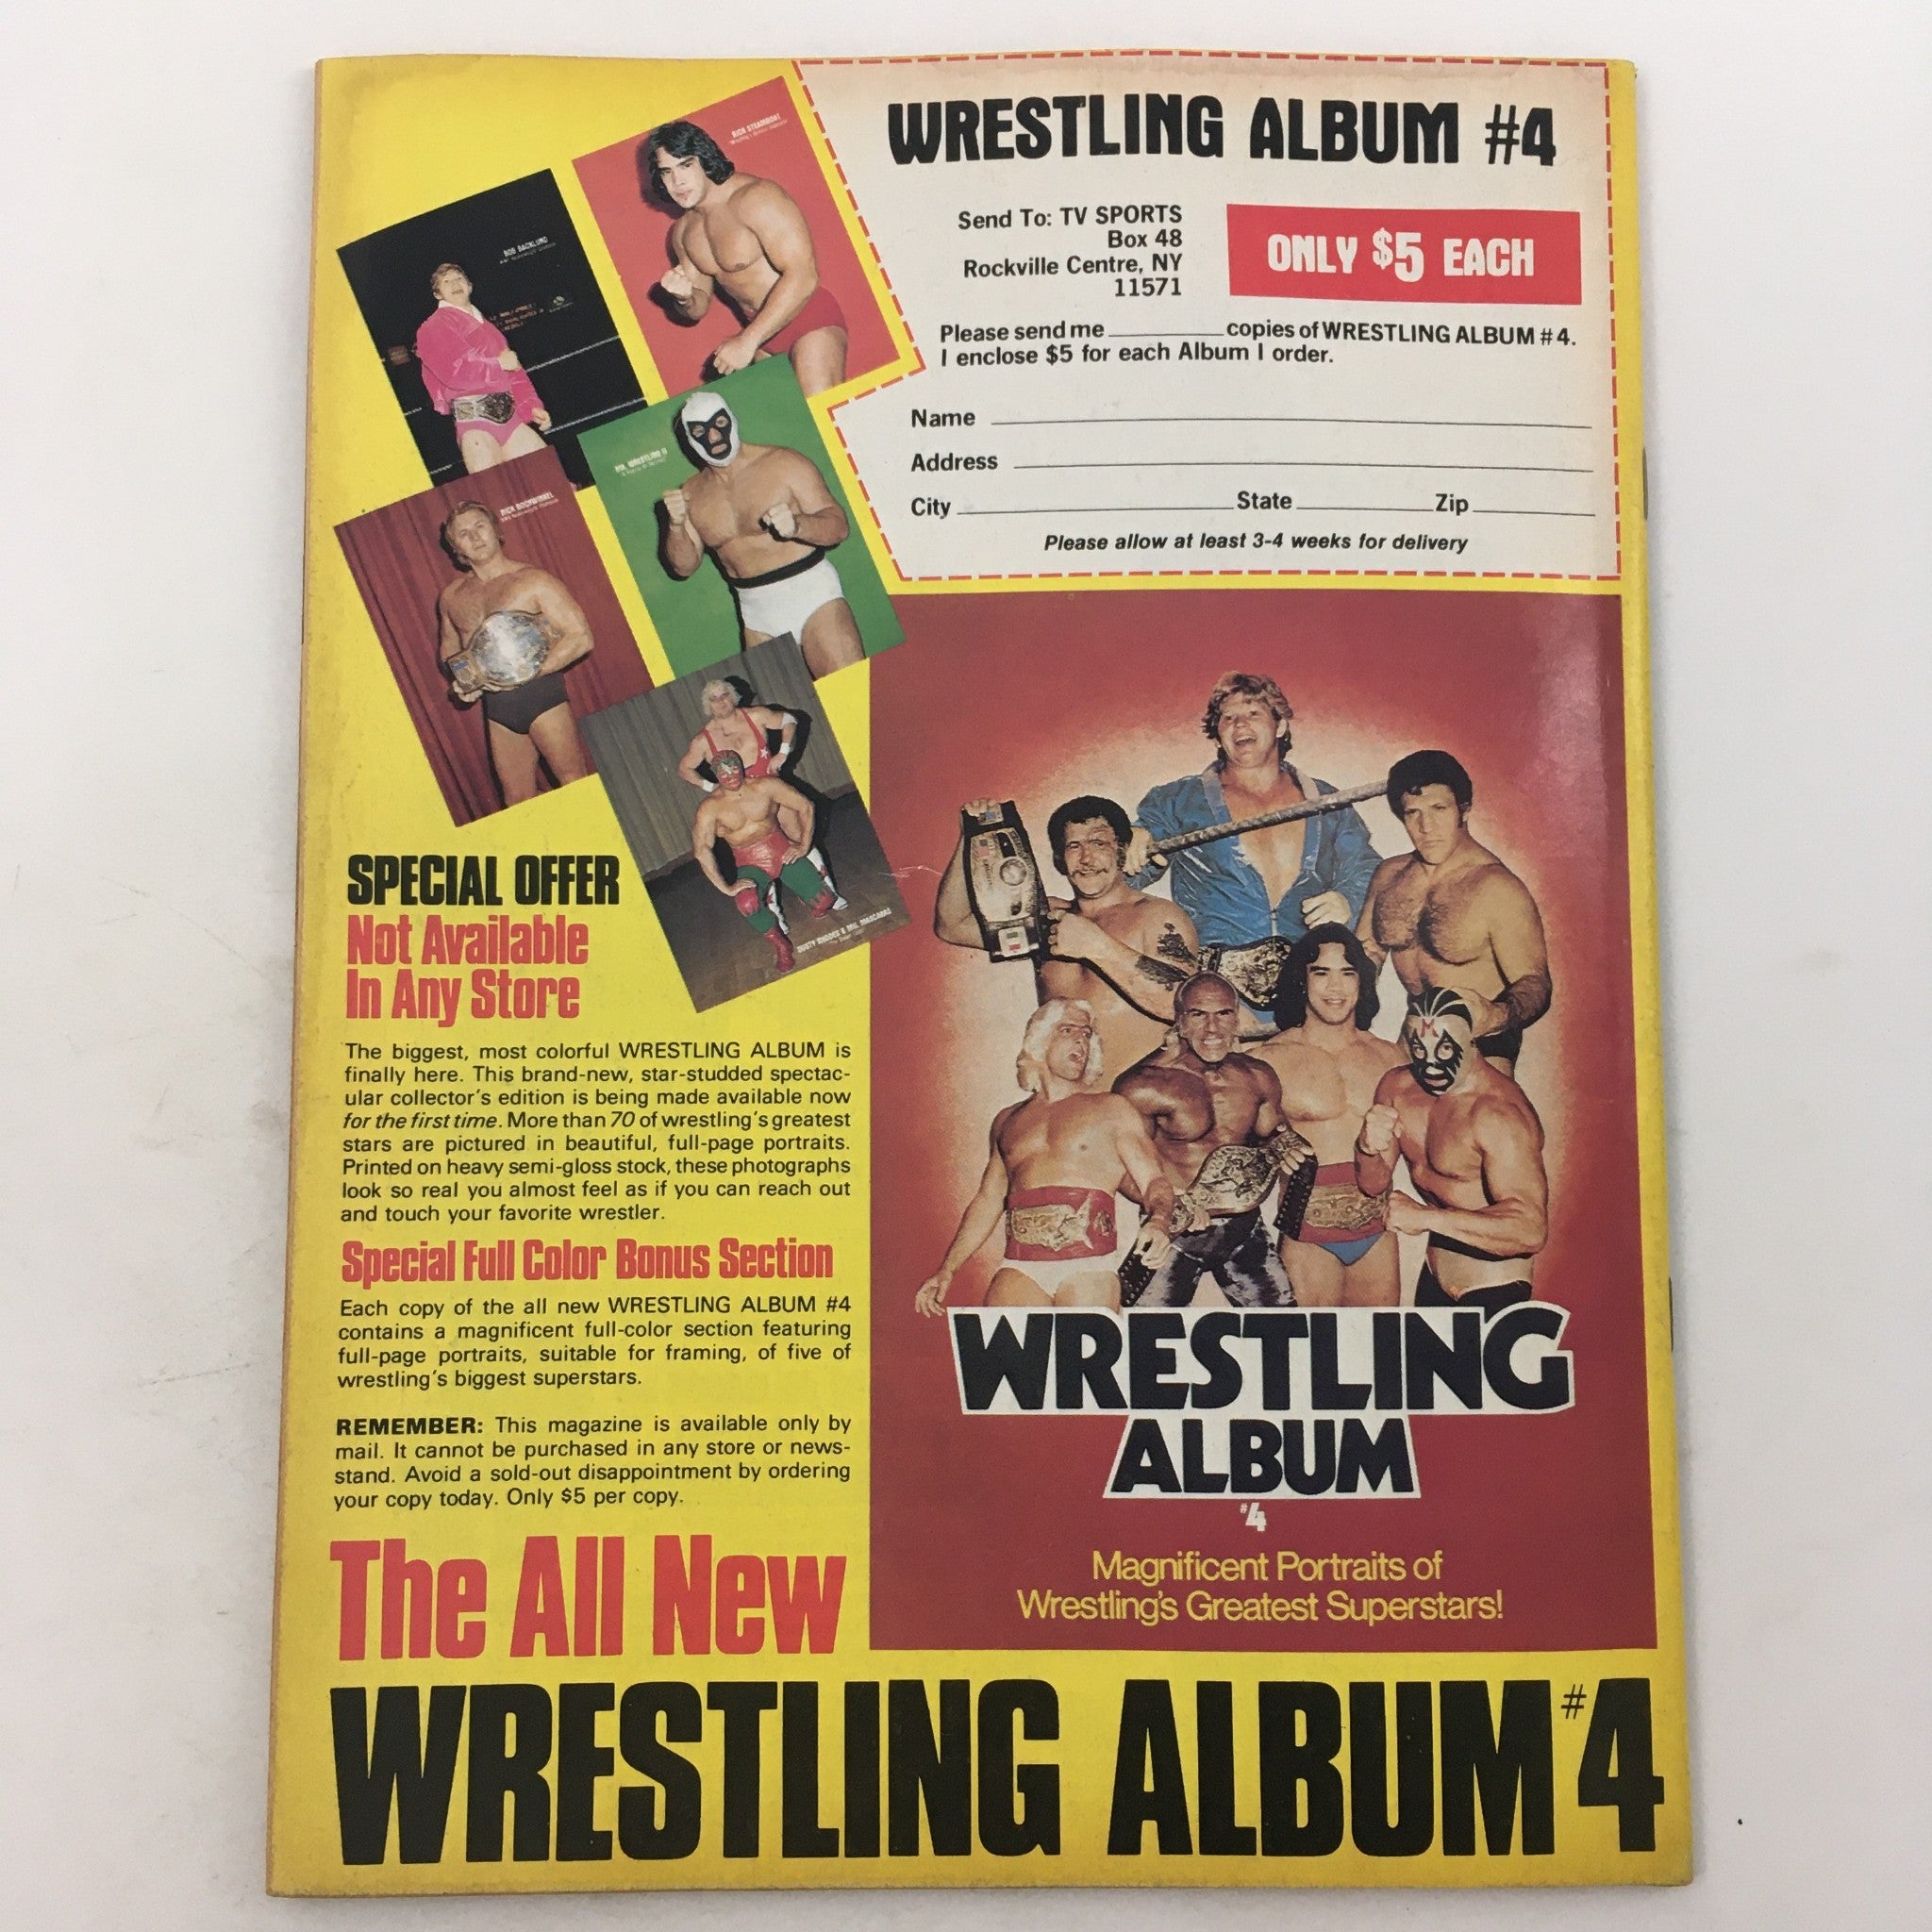 WRESTLING ALBUM #4
Send To: TV SPORTS
Box 48
Rockville Centre, NY
11571
ONLY $5 EACH
Please send me ________ copies of WRESTLING ALBUM #4.
I enclose $5 for each Album I order.
Name
Address
City ________ State ________ Zip ________
Please allow at least 3-4 weeks for delivery
RICK STEAMBOAT
BOB BACKLUND
MR. WRESTLING II
NICK BOCKWINKEL
DUSTY RHODES & MIL MASCARAS
SPECIAL OFFER
Not Available
In Any Store
The biggest, most colorful WRESTLING ALBUM is
finally here. This brand-new, star-studded spectac-
ular collector's edition is being made available now
for the first time. More than 70 of wrestling's greatest
stars are pictured in beautiful, full-page portraits.
Printed on heavy semi-gloss stock, these photographs
look so real you almost feel as if you can reach out
and touch your favorite wrestler.
Special Full Color Bonus Section
Each copy of the all new WRESTLING ALBUM #4
contains a magnificent full-color section featuring
full-page portraits, suitable for framing, of five of
wrestling's biggest superstars.
REMEMBER: This magazine is available only by
mail. It cannot be purchased in any store or news-
stand. Avoid a sold-out disappointment by ordering
your copy today. Only $5 per copy.
M
WRESTLING
ALBUM
#4
Magnificent Portraits of
Wrestling's Greatest Superstars!
The All New
WRESTLING ALBUM #4